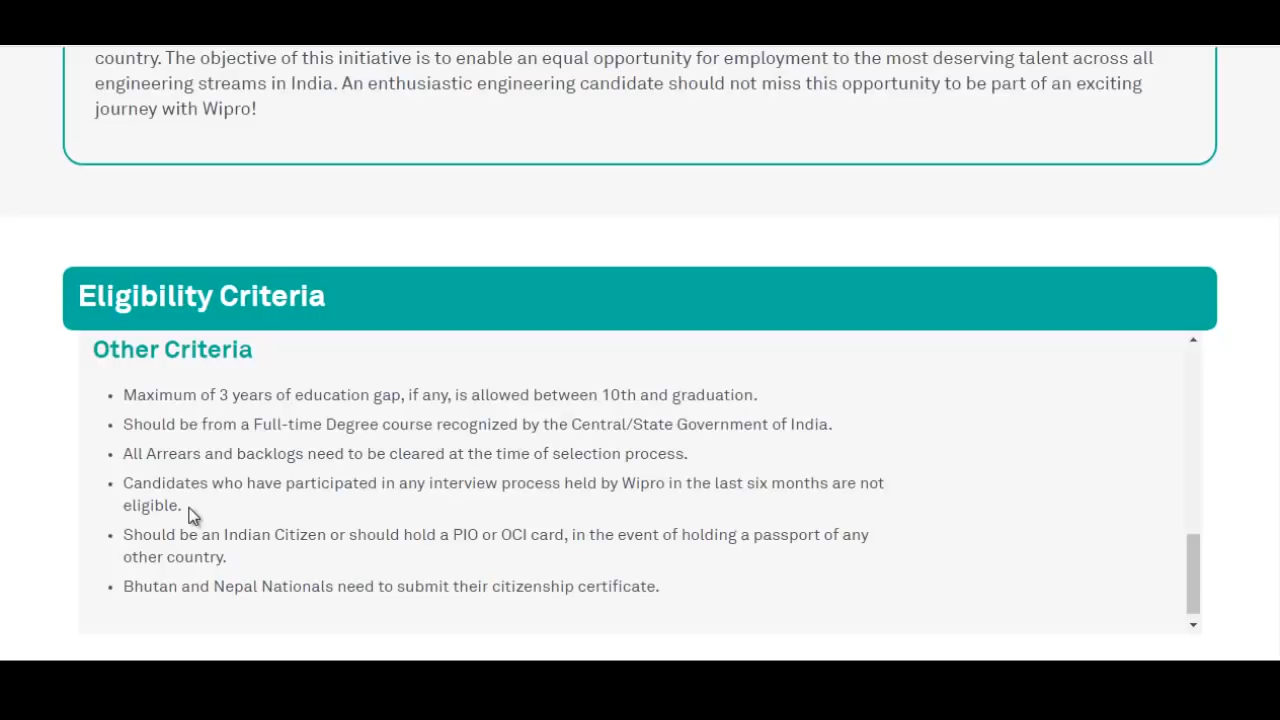 country. The objective of this initiative is to enable an equal opportunity for employment to the most deserving talent across all
engineering streams in India. An enthusiastic engineering candidate should not miss this opportunity to be part of an exciting
journey with Wipro!
Eligibility Criteria
Other Criteria
• Maximum of 3 years of education gap, if any, is allowed between 10th and graduation.
• Should be from a Full-time Degree course recognized by the Central/State Government of India.
• All Arrears and backlogs need to be cleared at the time of selection process.
• Candidates who have participated in any interview process held by Wipro in the last six months are not
eligible.
• Should be an Indian Citizen or should hold a PIO or OCI card, in the event of holding a passport of any
other country.
• Bhutan and Nepal Nationals need to submit their citizenship certificate.